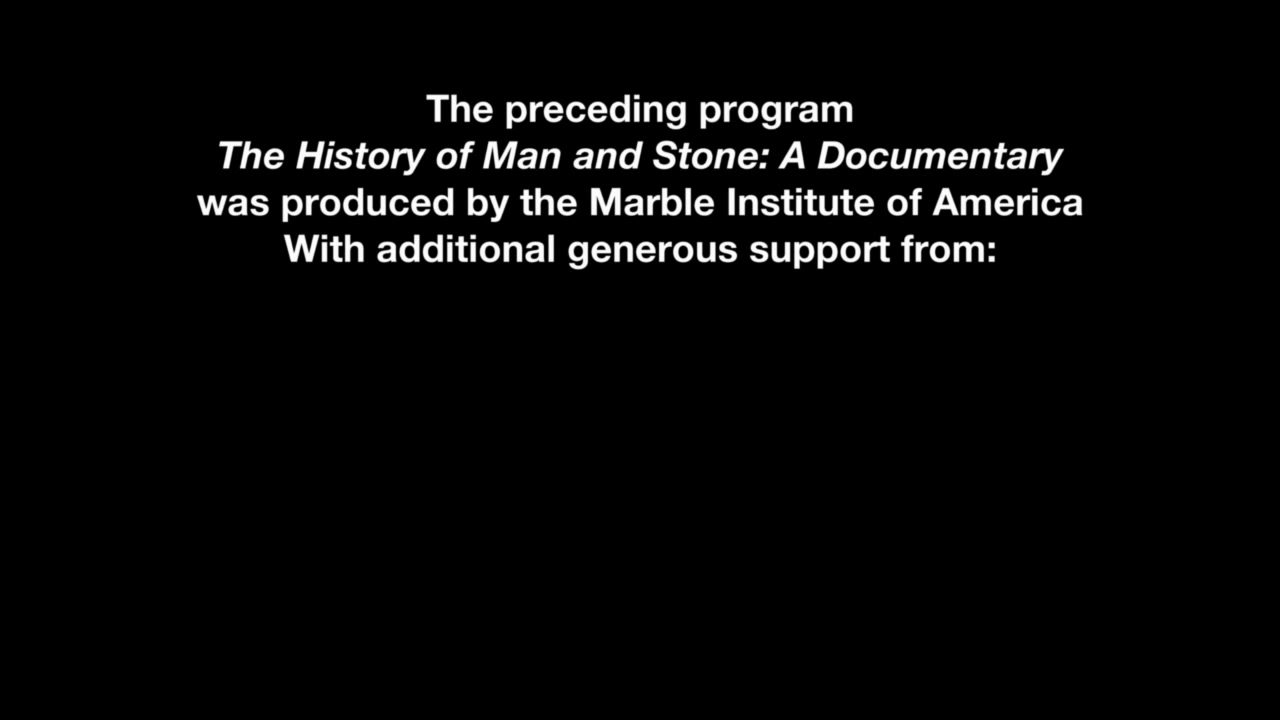 The preceding program
The History of Man and Stone: A Documentary
was produced by the Marble Institute of America
With additional generous support from: